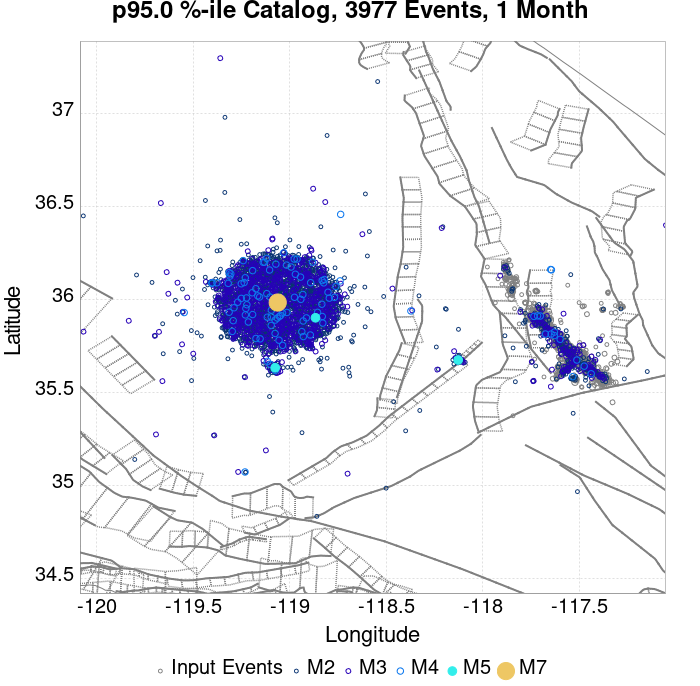 p95.0 %-ile Catalog, 3977 Events, 1 Month
37
36.5
36
35.5
35
34.5
Latitude
-120
-119.5
-119
-118.5
-118
-117.5
Longitude
Input Events
M2
M3
M4
M5
M7